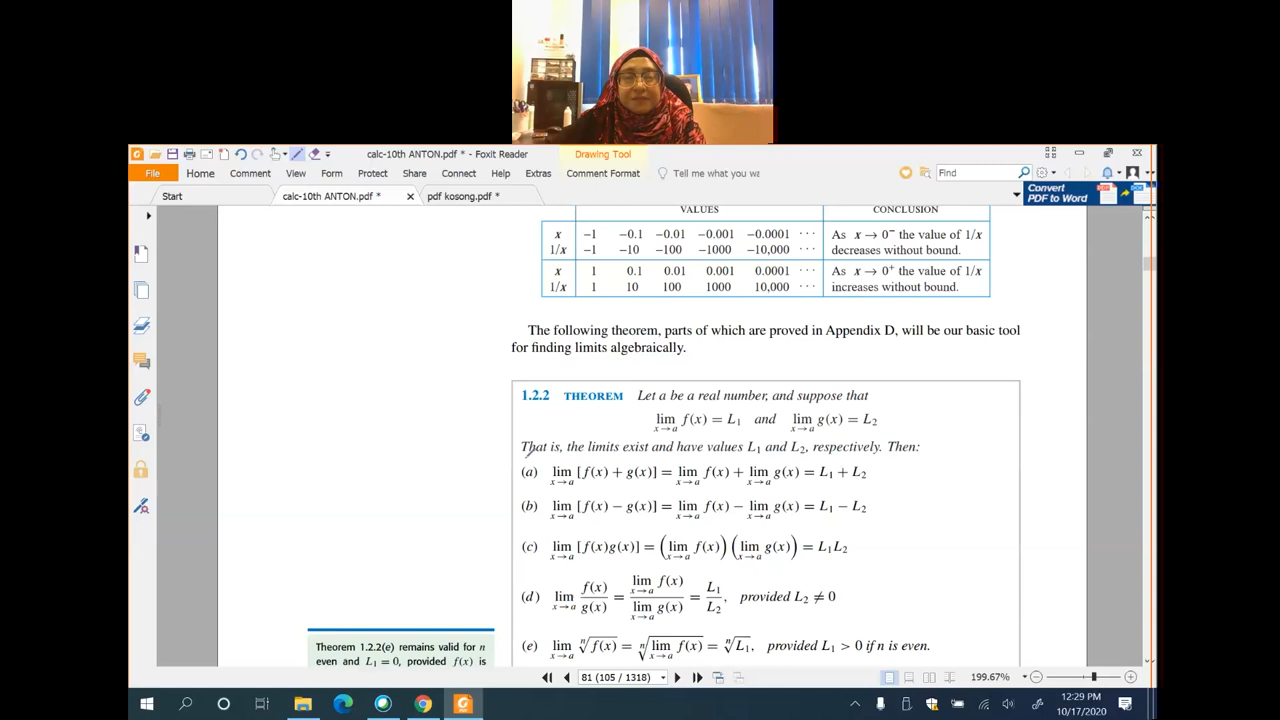 calc-10th ANTON.pdf * - Foxit Reader
Drawing Tool
File Home Comment View Form Protect Share Connect Help Extras Comment Format Tell me what you wa Find
Start calc-10th ANTON.pdf * pdf kosong.pdf *
Convert
PDF to Word
VALUES CONCLUSION
x −1 −0.1 −0.01 −0.001 −0.0001 ··· As x → 0⁻ the value of 1/x
1/x −1 −10 −100 −1000 −10,000 ··· decreases without bound.
x 1 0.1 0.01 0.001 0.0001 ··· As x → 0⁺ the value of 1/x
1/x 1 10 100 1000 10,000 ··· increases without bound.
The following theorem, parts of which are proved in Appendix D, will be our basic tool
for finding limits algebraically.
1.2.2 THEOREM Let a be a real number, and suppose that
lim x→a f(x) = L₁ and lim x→a g(x) = L₂
That is, the limits exist and have values L₁ and L₂, respectively. Then:
(a) lim x→a [f(x) + g(x)] = lim x→a f(x) + lim x→a g(x) = L₁ + L₂
(b) lim x→a [f(x) − g(x)] = lim x→a f(x) − lim x→a g(x) = L₁ − L₂
(c) lim x→a [f(x)g(x)] = (lim x→a f(x)) (lim x→a g(x)) = L₁L₂
(d) lim x→a f(x)/g(x) = lim x→a f(x) / lim x→a g(x) = L₁/L₂, provided L₂ ≠ 0
(e) lim x→a ⁿ√f(x) = ⁿ√lim x→a f(x) = ⁿ√L₁, provided L₁ > 0 if n is even.
Theorem 1.2.2(e) remains valid for n
even and L₁ = 0, provided f(x) is
81 (105 / 1318) 199.67%
12:29 PM
10/17/2020